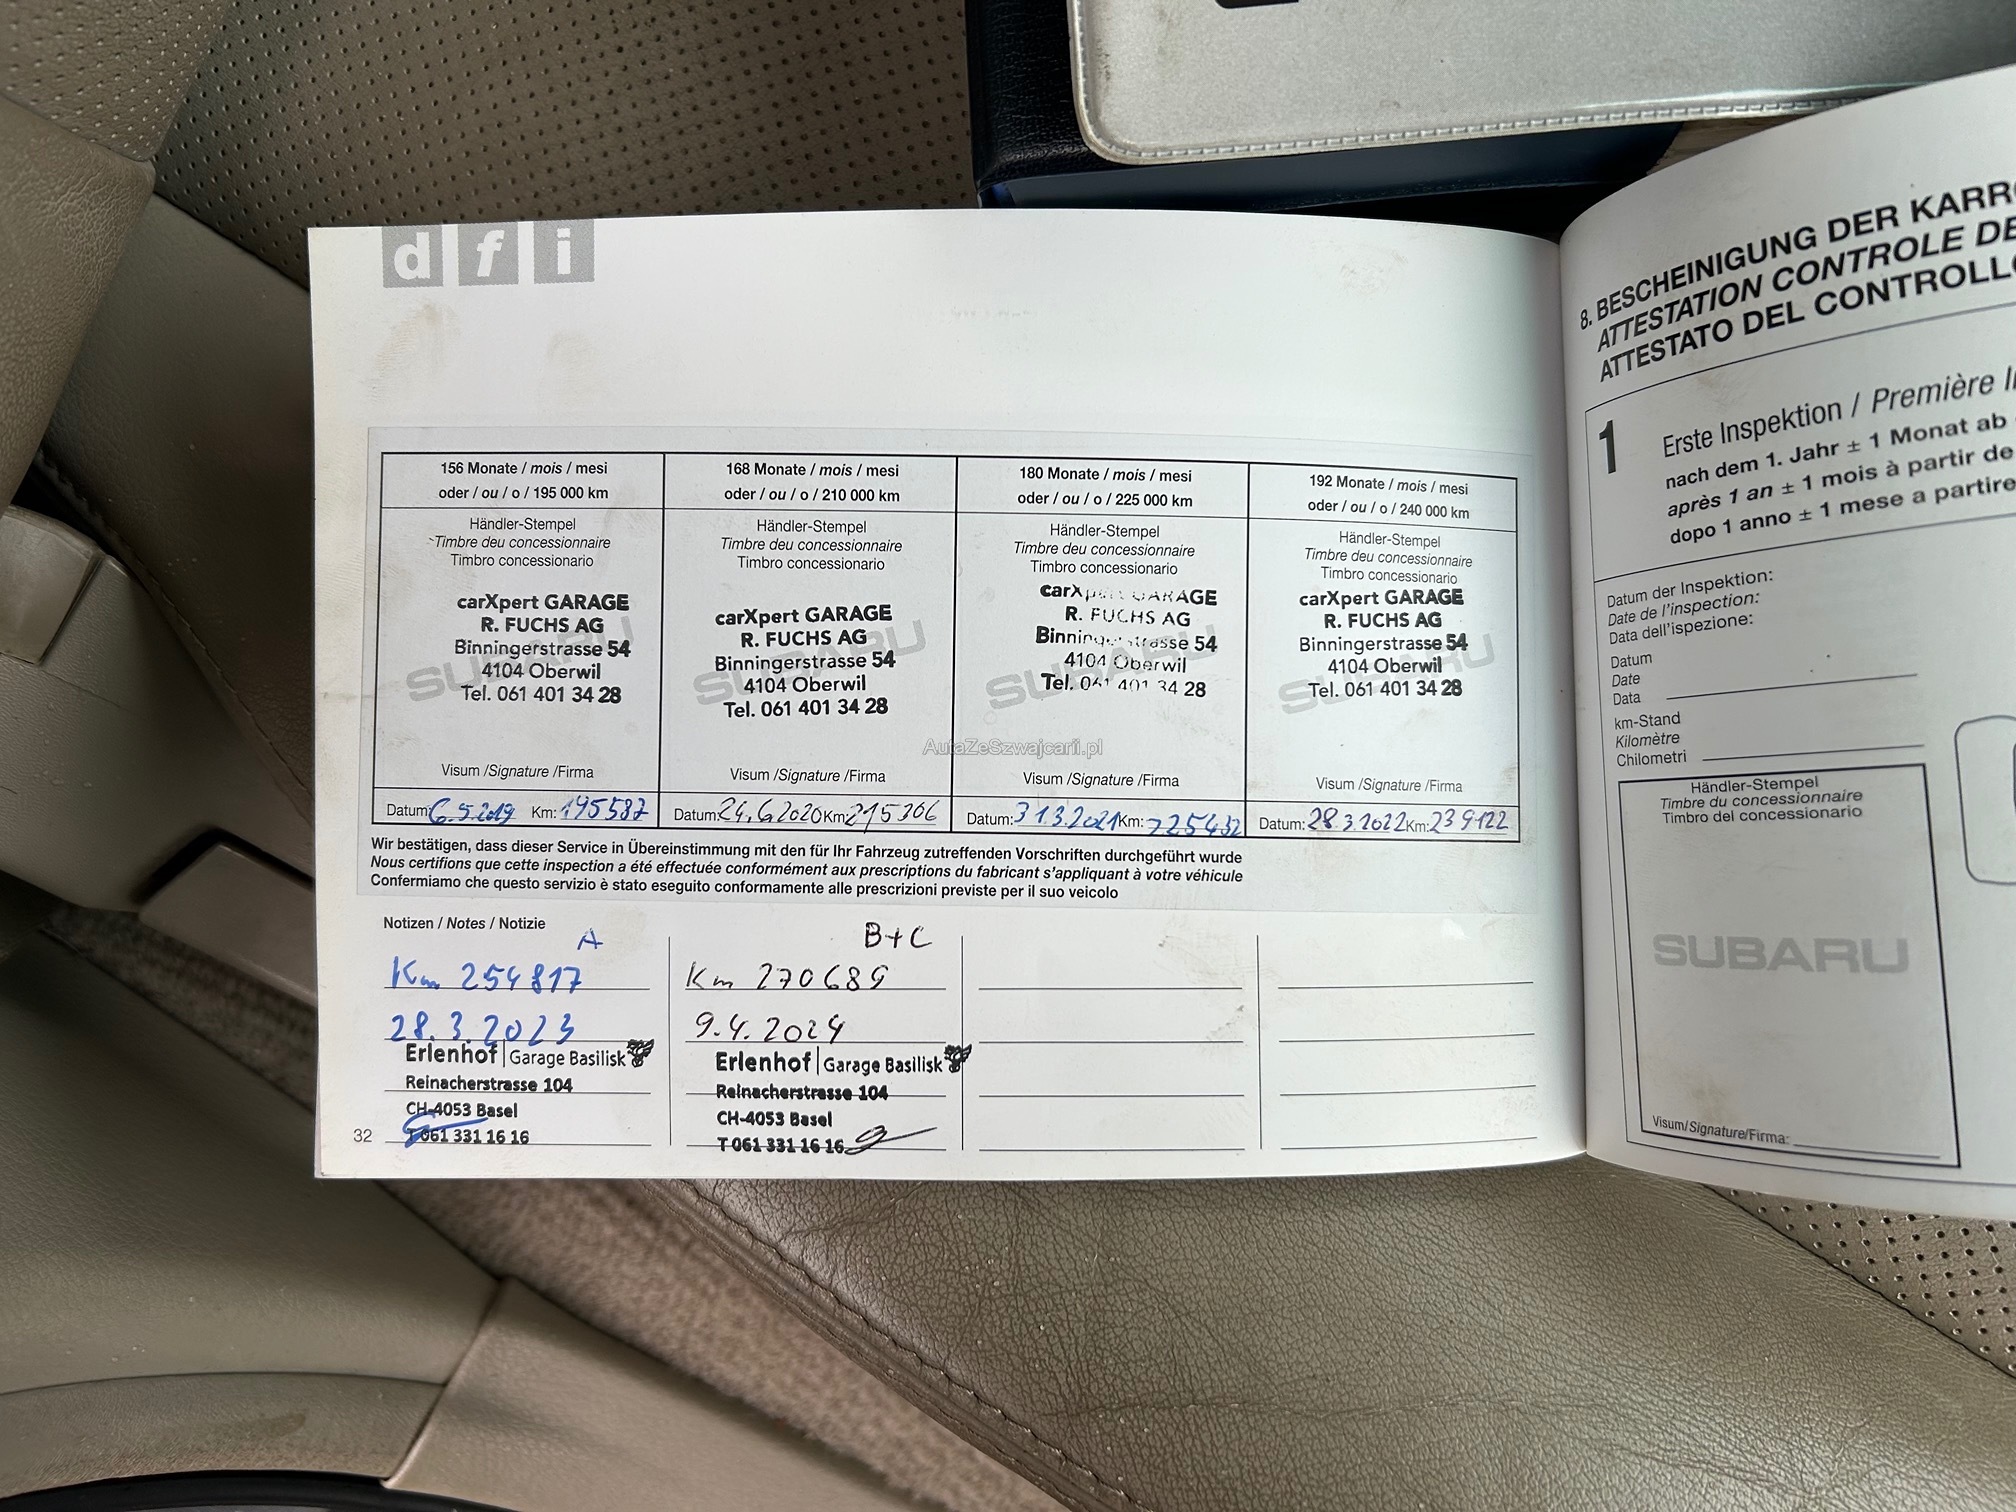 d f i
156 Monate / mois / mesi
oder / ou / o / 195 000 km
Händler-Stempel
Timbre deu concessionnaire
Timbro concessionario
SUBARU
carXpert GARAGE
R. FUCHS AG
Binningerstrasse 54
4104 Oberwil
Tel. 061 401 34 28
Visum /Signature /Firma
Datum: 6.5.2019 Km: 195587
168 Monate / mois / mesi
oder / ou / o / 210 000 km
Händler-Stempel
Timbre deu concessionnaire
Timbro concessionario
SUBARU
carXpert GARAGE
R. FUCHS AG
Binningerstrasse 54
4104 Oberwil
Tel. 061 401 34 28
Visum /Signature /Firma
Datum: 24.6.2020 Km: 215306
180 Monate / mois / mesi
oder / ou / o / 225 000 km
Händler-Stempel
Timbre deu concessionnaire
Timbro concessionario
SUBARU
carXpert GARAGE
R. FUCHS AG
Binningerstrasse 54
4104 Oberwil
Tel. 061 401 34 28
Visum /Signature /Firma
Datum: 31.3.2021 Km: 225432
192 Monate / mois / mesi
oder / ou / o / 240 000 km
Händler-Stempel
Timbre deu concessionnaire
Timbro concessionario
SUBARU
carXpert GARAGE
R. FUCHS AG
Binningerstrasse 54
4104 Oberwil
Tel. 061 401 34 28
Visum /Signature /Firma
Datum: 28.3.2022 Km: 239122
AutaZeSzwajcarii.pl
Wir bestätigen, dass dieser Service in Übereinstimmung mit den für Ihr Fahrzeug zutreffenden Vorschriften durchgeführt wurde
Nous certifions que cette inspection a été effectuée conformément aux prescriptions du fabricant s'appliquant à votre véhicule
Confermiamo che questo servizio è stato eseguito conformamente alle prescrizioni previste per il suo veicolo
Notizen / Notes / Notizie
A
Km 254817
28.3.2023
Erlenhof | Garage Basilisk
Reinacherstrasse 104
CH-4053 Basel
T 061 331 16 16
B+C
Km 270689
9.4.2024
Erlenhof | Garage Basilisk
Reinacherstrasse 104
CH-4053 Basel
T 061 331 16 16
32
8. BESCHEINIGUNG DER
ATTESTATION CONTROLE
ATTESTATO DEL
1
Erste Inspektion / Première
nach dem 1. Jahr ± 1 Monat ab
après 1 an ± 1 mois à partir de
dopo 1 anno ± 1 mese a partire
Datum der Inspektion:
Date de l'inspection:
Data dell'ispezione:
Datum
Date
Data
km-Stand
Kilomètre
Chilometri
Händler-Stempel
Timbre du concessionnaire
Timbro del concessionario
SUBARU
Visum/Signature/Firma: